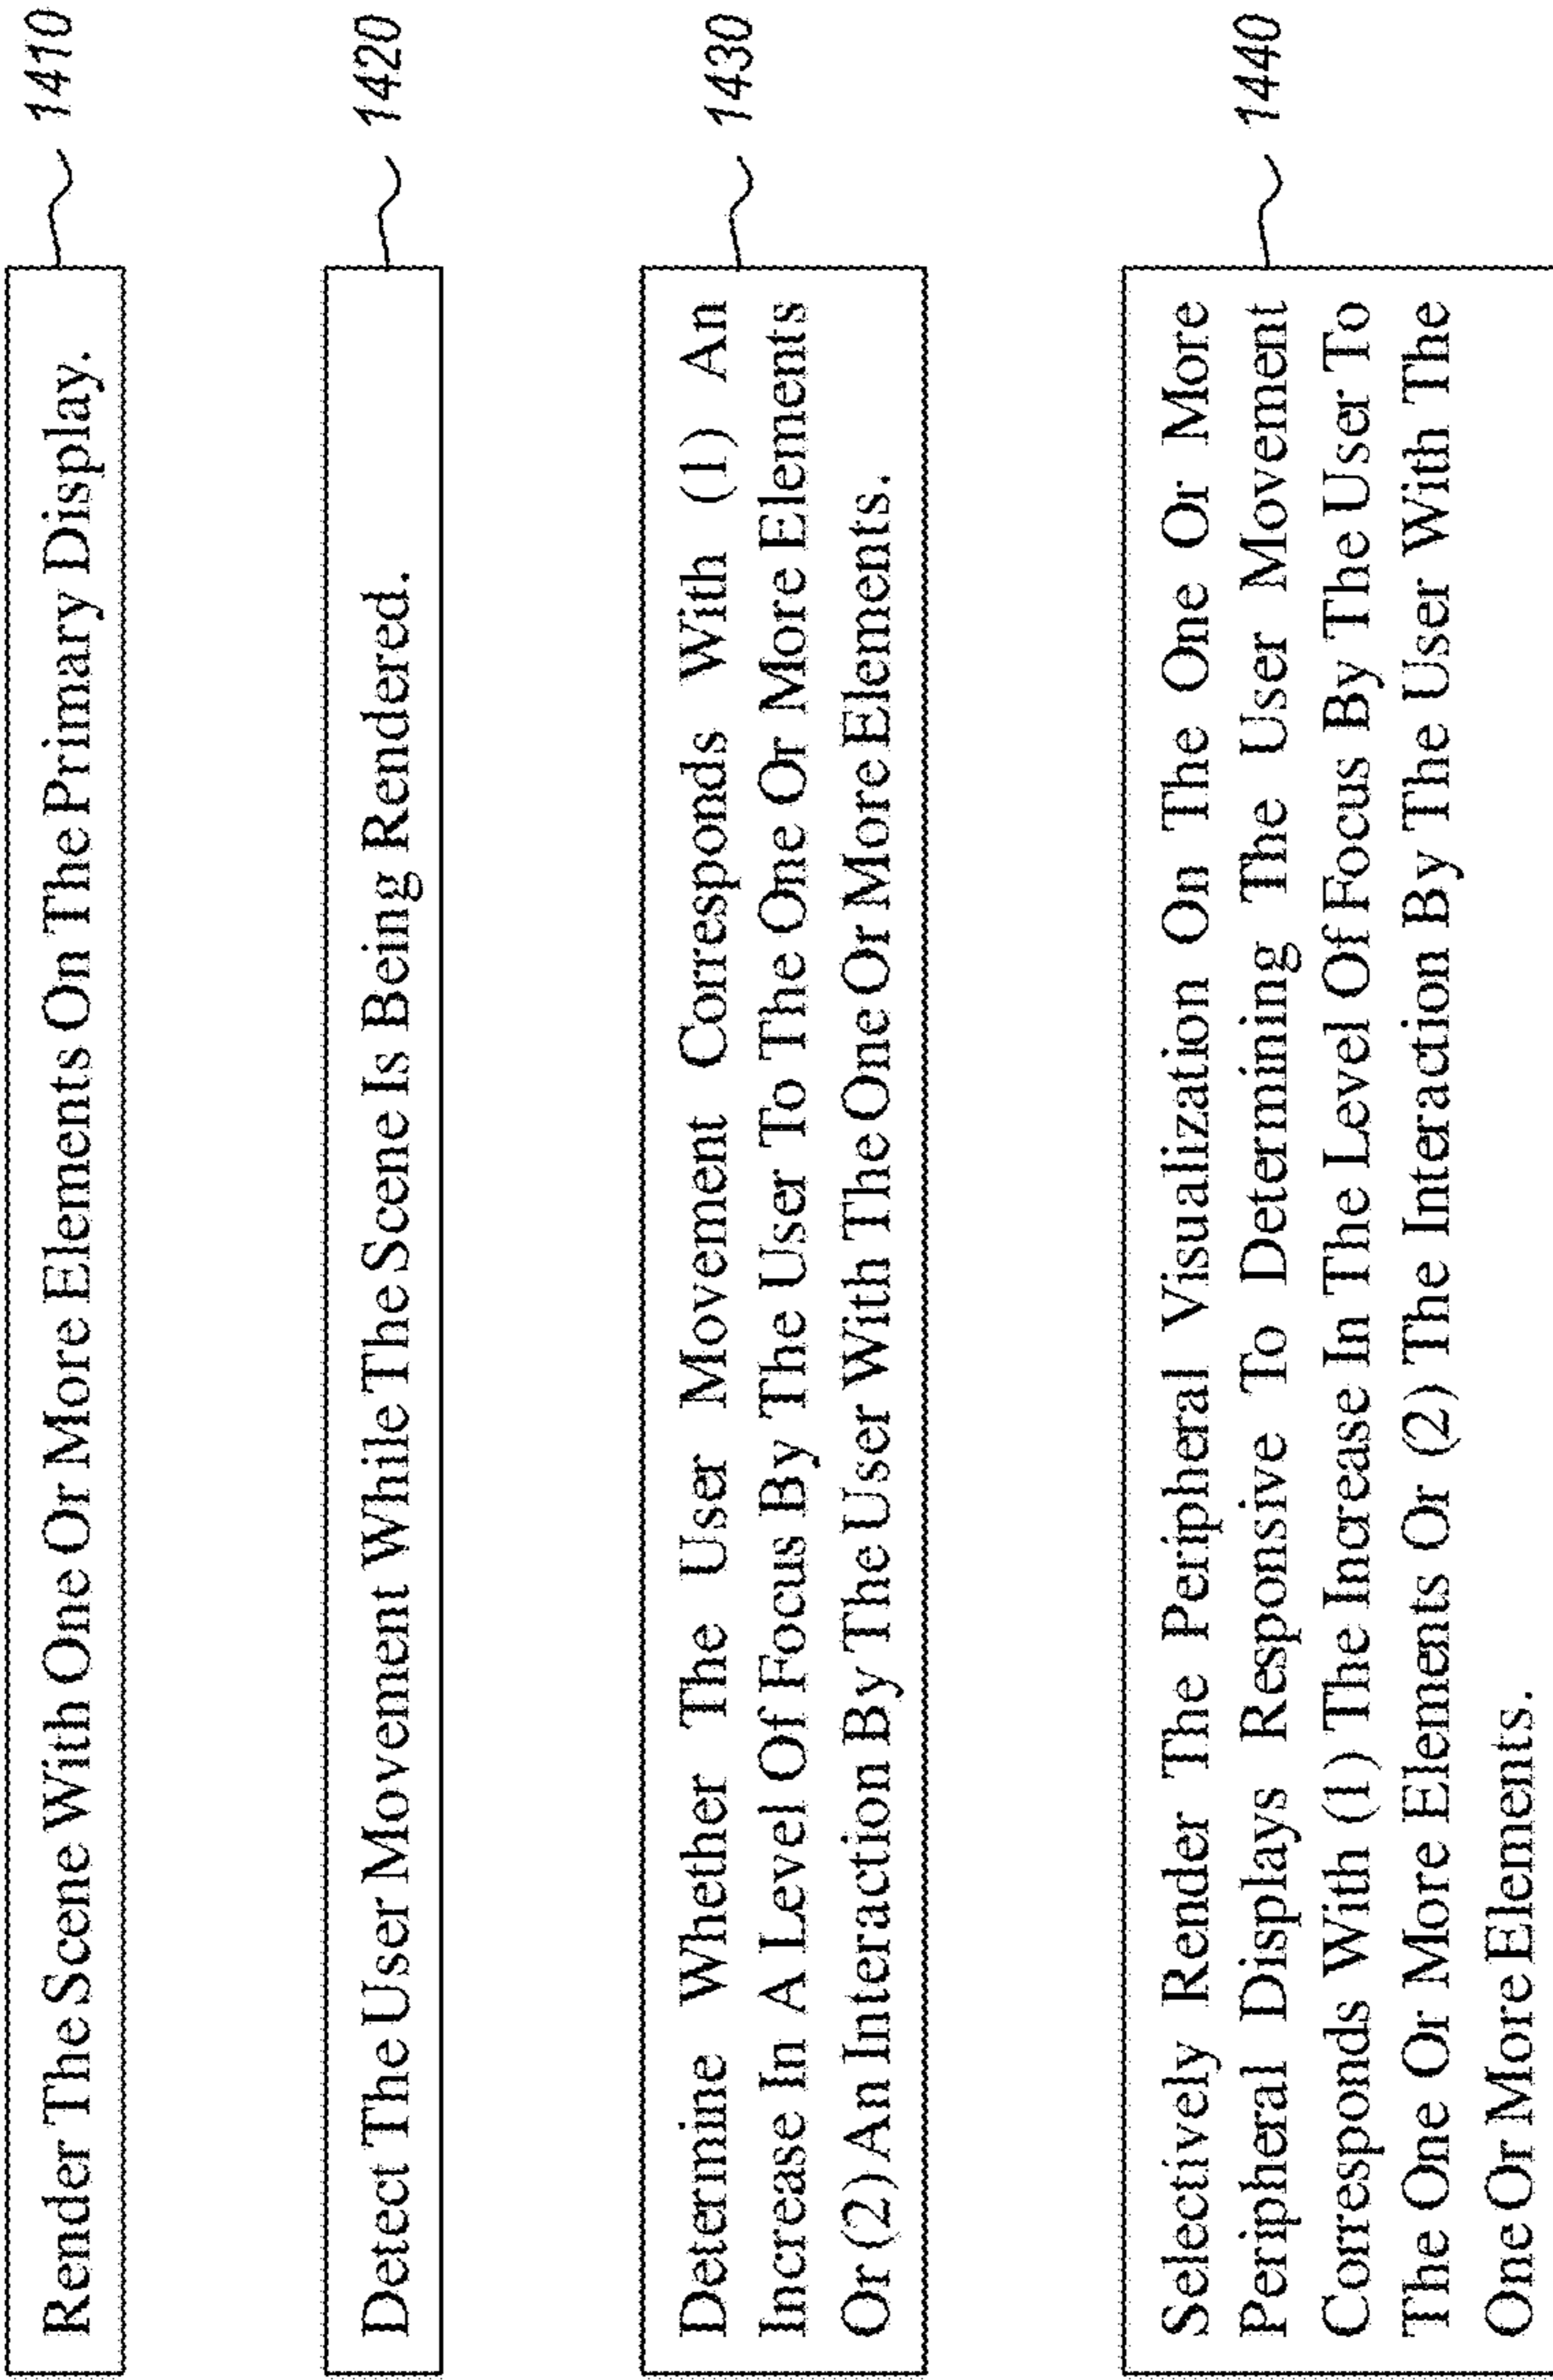 Render The Scene With One Or More Elements On The Primary Display.
1410
Detect The User Movement While The Scene Is Being Rendered.
1420
Determine Whether The User Movement Corresponds With (1) An
Increase In A Level Of Focus By The User To The One Or More Elements
Or (2) An Interaction By The User With The One Or More Elements.
1430
Selectively Render The Peripheral Visualization On The One Or More
Peripheral Displays Responsive To Determining The User Movement
Corresponds With (1) The Increase In The Level Of Focus By The User To
The One Or More Elements Or (2) The Interaction By The User With The
One Or More Elements.
1440